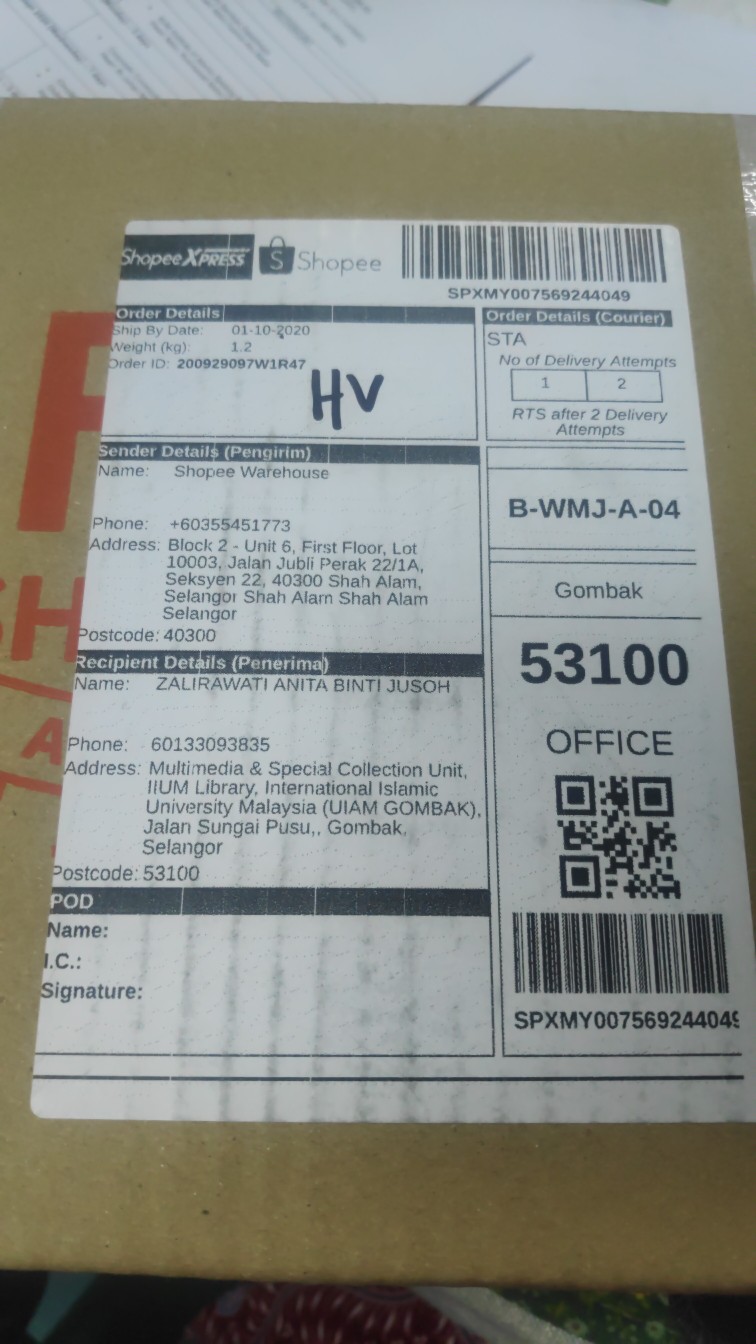 ShopeeXPRESS Shopee
SPXMY007569244049
Order Details
Ship By Date: 01-10-2020
Weight (kg): 1.2
Order ID: 200929097W1R47
HV
Order Details (Courier)
STA
No of Delivery Attempts
1 2
RTS after 2 Delivery
Attempts
Sender Details (Pengirim)
Name: Shopee Warehouse
Phone: +60355451773
Address: Block 2 - Unit 6, First Floor, Lot
10003, Jalan Jubli Perak 22/1A,
Seksyen 22, 40300 Shah Alam,
Selangor Shah Alam Shah Alam
Selangor
Postcode: 40300
B-WMJ-A-04
Gombak
53100
OFFICE
Recipient Details (Penerima)
Name: ZALIRAWATI ANITA BINTI JUSOH
Phone: 60133093835
Address: Multimedia & Special Collection Unit,
IIUM Library, International Islamic
University Malaysia (UIAM GOMBAK),
Jalan Sungai Pusu,, Gombak,
Selangor
Postcode: 53100
POD
Name:
I.C.:
Signature:
SPXMY007569244049